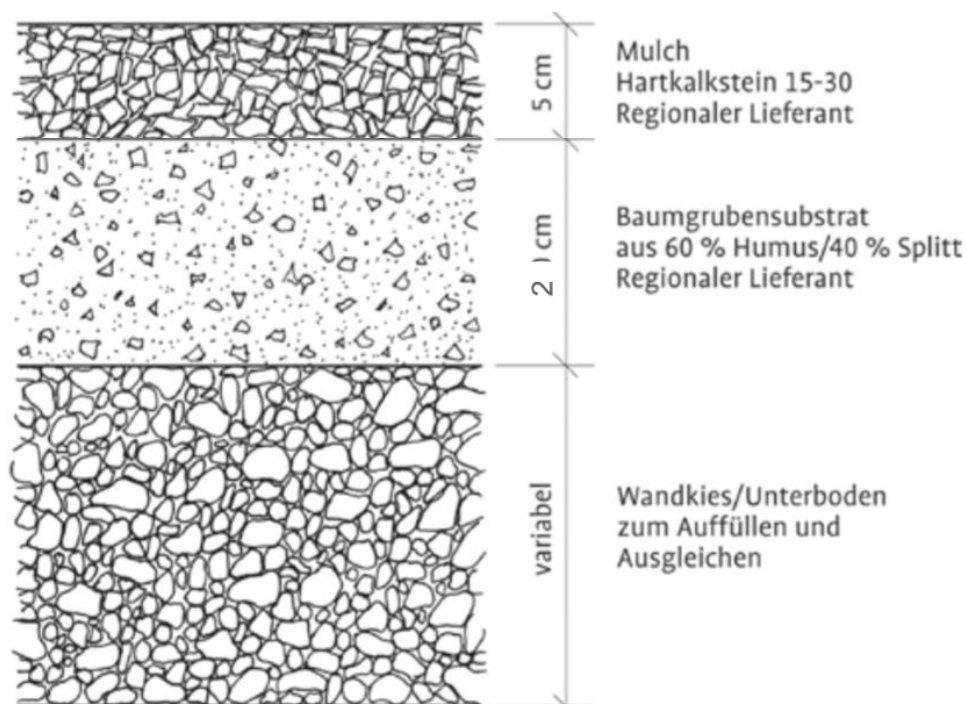 5 cm
Mulch
Hartkalkstein 15-30
Regionaler Lieferant
cm
Baumgrubensubstrat
aus 60 % Humus/40 % Splitt
Regionaler Lieferant
variabel
Wandkies/Unterboden
zum Auffüllen und
Ausgleichen